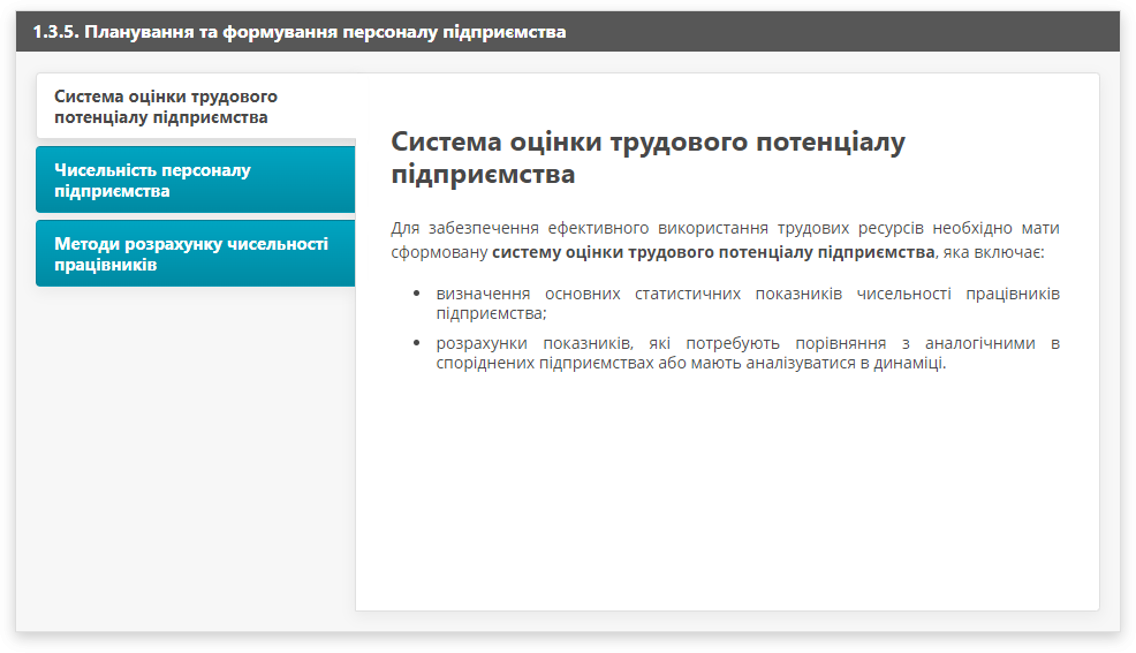 1.3.5. Планування та формування персоналу підприємства
Система оцінки трудового
потенціалу підприємства
Чисельність персоналу
підприємства
Методи розрахунку чисельності
працівників
Система оцінки трудового потенціалу
підприємства
Для забезпечення ефективного використання трудових ресурсів необхідно мати
сформовану систему оцінки трудового потенціалу підприємства, яка включає:
• визначення основних статистичних показників чисельності працівників
підприємства;
• розрахунки показників, які потребують порівняння з аналогічними в
споріднених підприємствах або мають аналізуватися в динаміці.